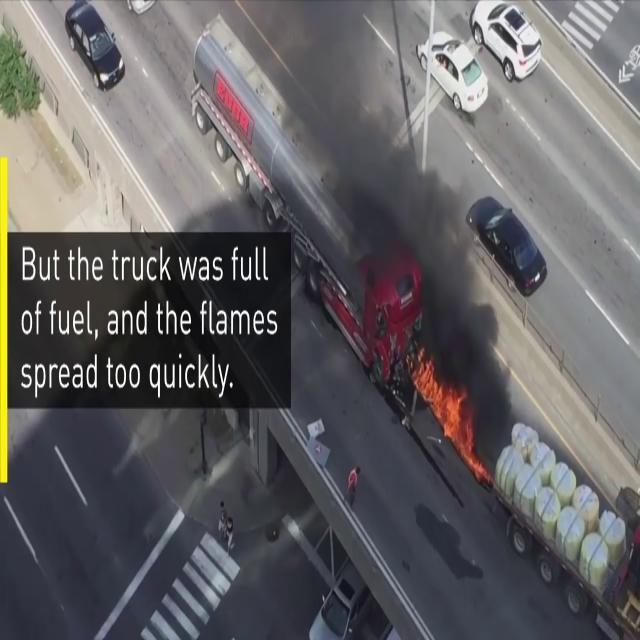 But the truck was full
of fuel, and the flames
spread too quickly.